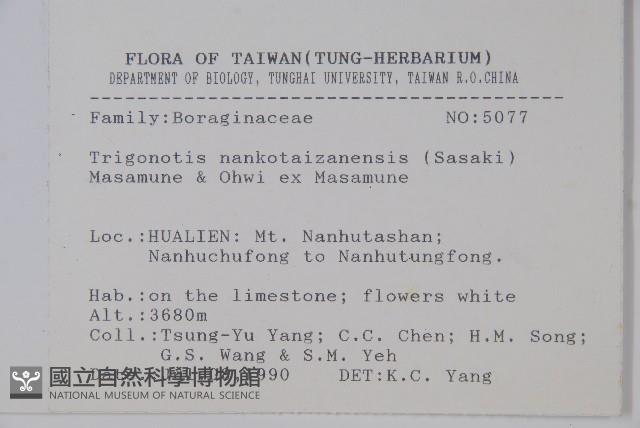 FLORA OF TAIWAN(TUNG-HERBARIUM)
DEPARTMENT OF BIOLOGY, TUNGHAI UNIVERSITY, TAIWAN R.O.CHINA
Family:Boraginaceae NO:5077
Trigonotis nankotaizanensis (Sasaki)
Masamune & Ohwi ex Masamune
Loc.:HUALIEN: Mt. Nanhutashan;
Nanhuchufong to Nanhutungfong.
Hab.:on the limestone; flowers white
Alt.:3680m
Coll.:Tsung-Yu Yang; C.C. Chen; H.M. Song;
G.S. Wang & S.M. Yeh
DET:K.C. Yang
國立自然科學博物館
NATIONAL MUSEUM OF NATURAL SCIENCE